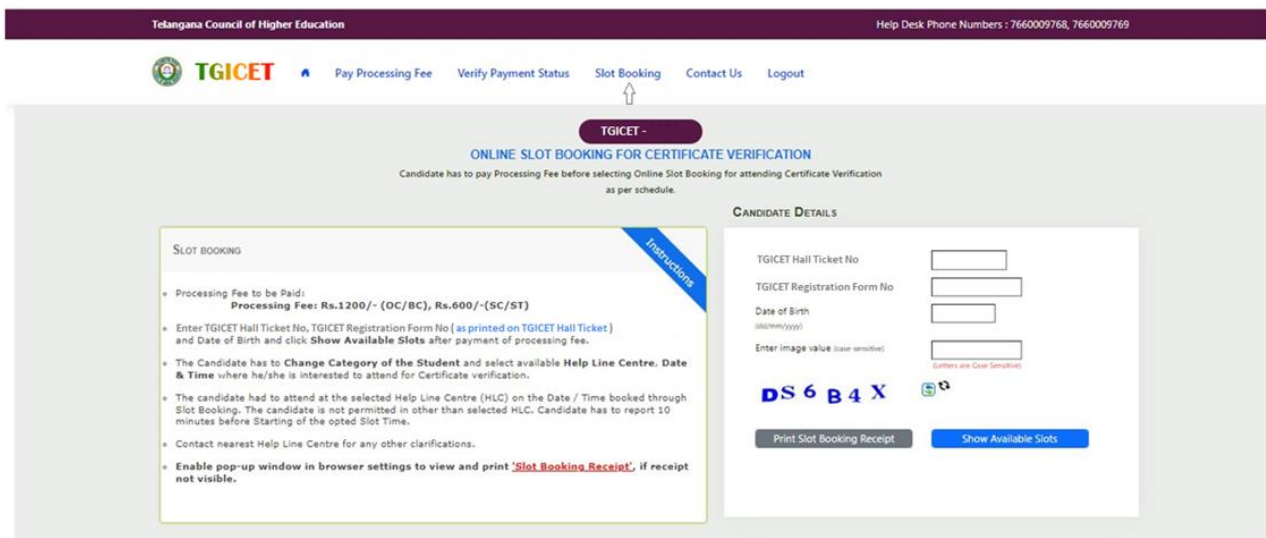 Telangana Council of Higher Education
Help Desk Phone Numbers : 7660009768, 7660009769
TGICET
Pay Processing Fee
Verify Payment Status
Slot Booking
Contact Us
Logout
TGICET -
ONLINE SLOT BOOKING FOR CERTIFICATE VERIFICATION
Candidate has to pay Processing Fee before selecting Online Slot Booking for attending Certificate Verification
as per schedule.
SLOT BOOKING
Instructions
Processing Fee to be Paid:
Processing Fee: Rs.1200/- (OC/BC), Rs.600/-(SC/ST)
Enter TGICET Hall Ticket No, TGICET Registration Form No ( as printed on TGICET Hall Ticket )
and Date of Birth and click Show Available Slots after payment of processing fee.
The Candidate has to Change Category of the Student and select available Help Line Centre, Date
& Time where he/she is interested to attend for Certificate verification.
The candidate had to attend at the selected Help Line Centre (HLC) on the Date / Time booked through
Slot Booking. The candidate is not permitted in other than selected HLC. Candidate has to report 10
minutes before Starting of the opted Slot Time.
Contact nearest Help Line Centre for any other clarifications.
Enable pop-up window in browser settings to view and print 'Slot Booking Receipt', if receipt
not visible.
CANDIDATE DETAILS
TGICET Hall Ticket No
TGICET Registration Form No
Date of Birth
(dd/mm/yyyy)
Enter image value (case sensitive)
(Letters are Case Sensitive)
DS6B4X
Print Slot Booking Receipt
Show Available Slots